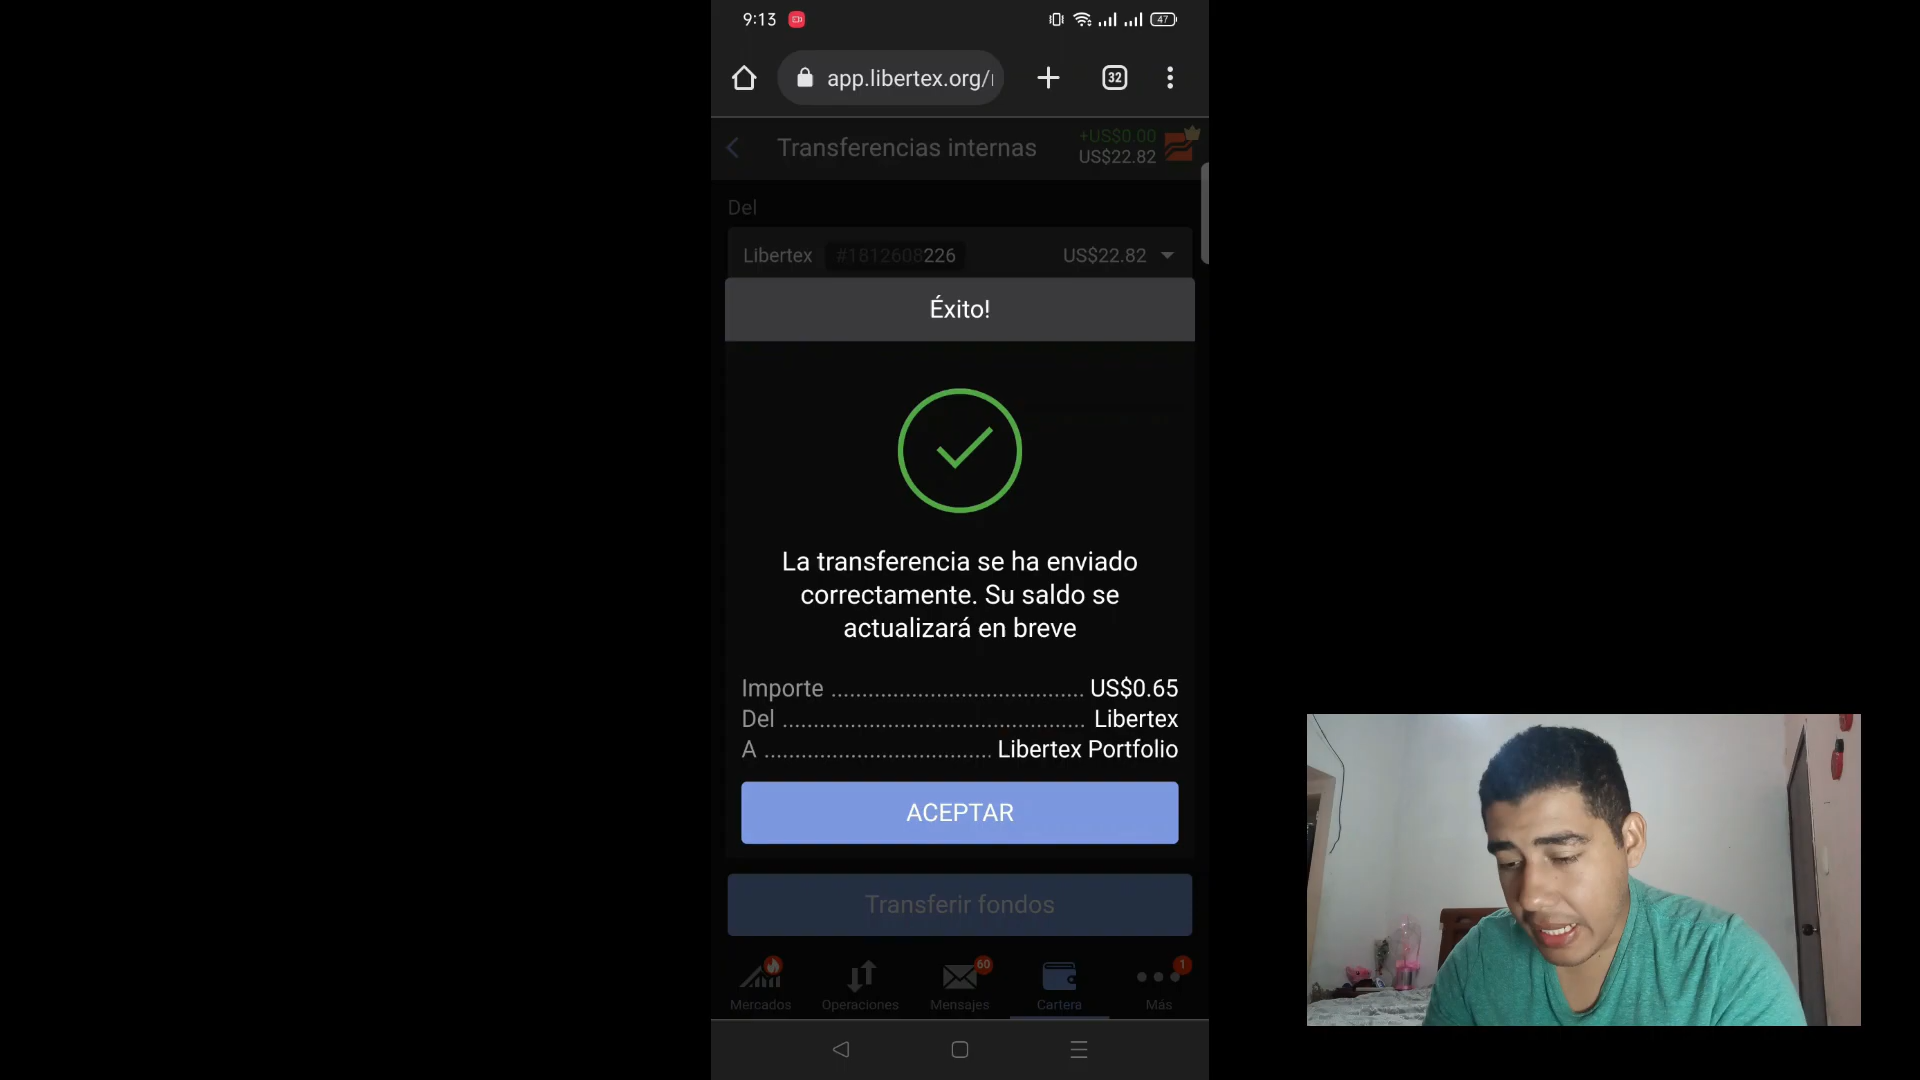 9:13
47
app.libertex.org/
32
Transferencias internas
+US$0.00
US$22.82
Del
Libertex #1812608226 US$22.82
Éxito!
La transferencia se ha enviado
correctamente. Su saldo se
actualizará en breve
Importe ......................................... US$0.65
Del ................................................. Libertex
A ..................................... Libertex Portfolio
ACEPTAR
Transferir fondos
60
1
Mercados
Operaciones
Mensajes
Cartera
Más